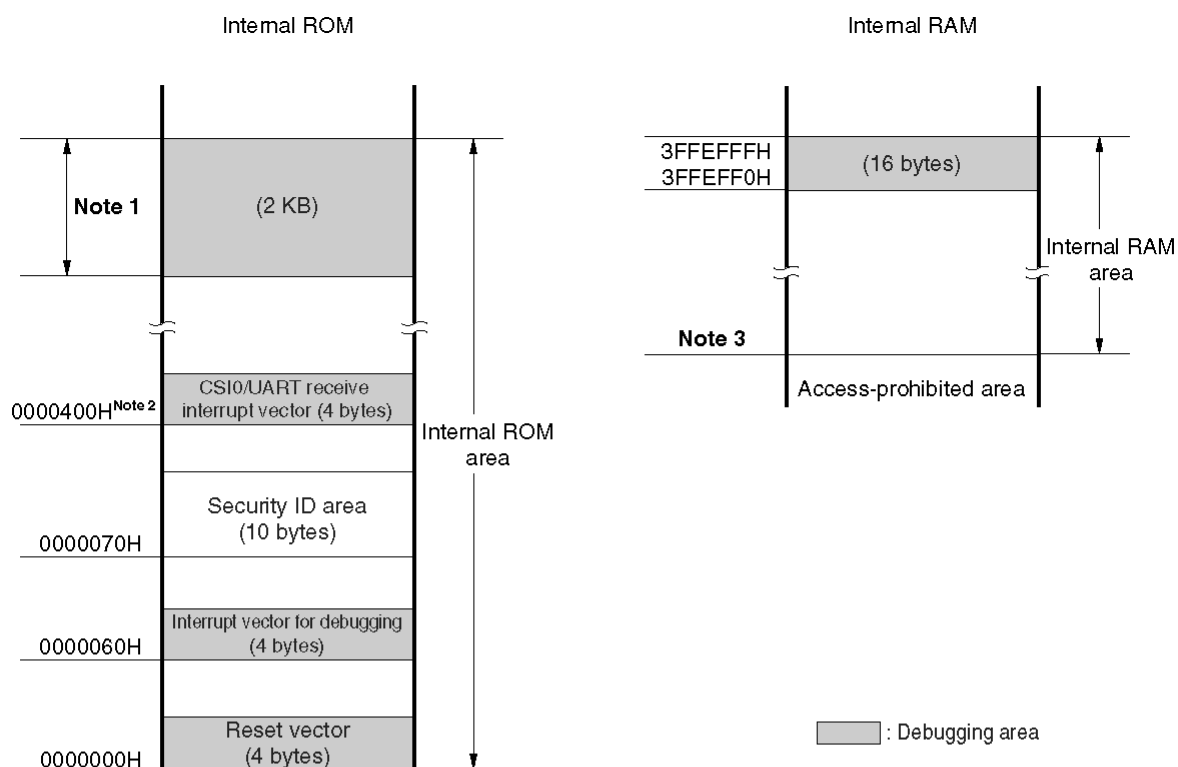 Internal ROM
Internal RAM
Note 1
(2 KB)
3FFEFFFH
3FFEFF0H
(16 bytes)
Internal RAM
area
Note 3
Access-prohibited area
CSI0/UART receive
interrupt vector (4 bytes)
0000400H Note 2
Internal ROM
area
Security ID area
(10 bytes)
0000070H
Interrupt vector for debugging
(4 bytes)
0000060H
Reset vector
(4 bytes)
0000000H
: Debugging area